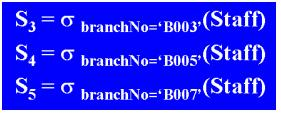 S₃ = σ branchNo=‘B003’(Staff)
S₄ = σ branchNo=‘B005’(Staff)
S₅ = σ branchNo=‘B007’(Staff)